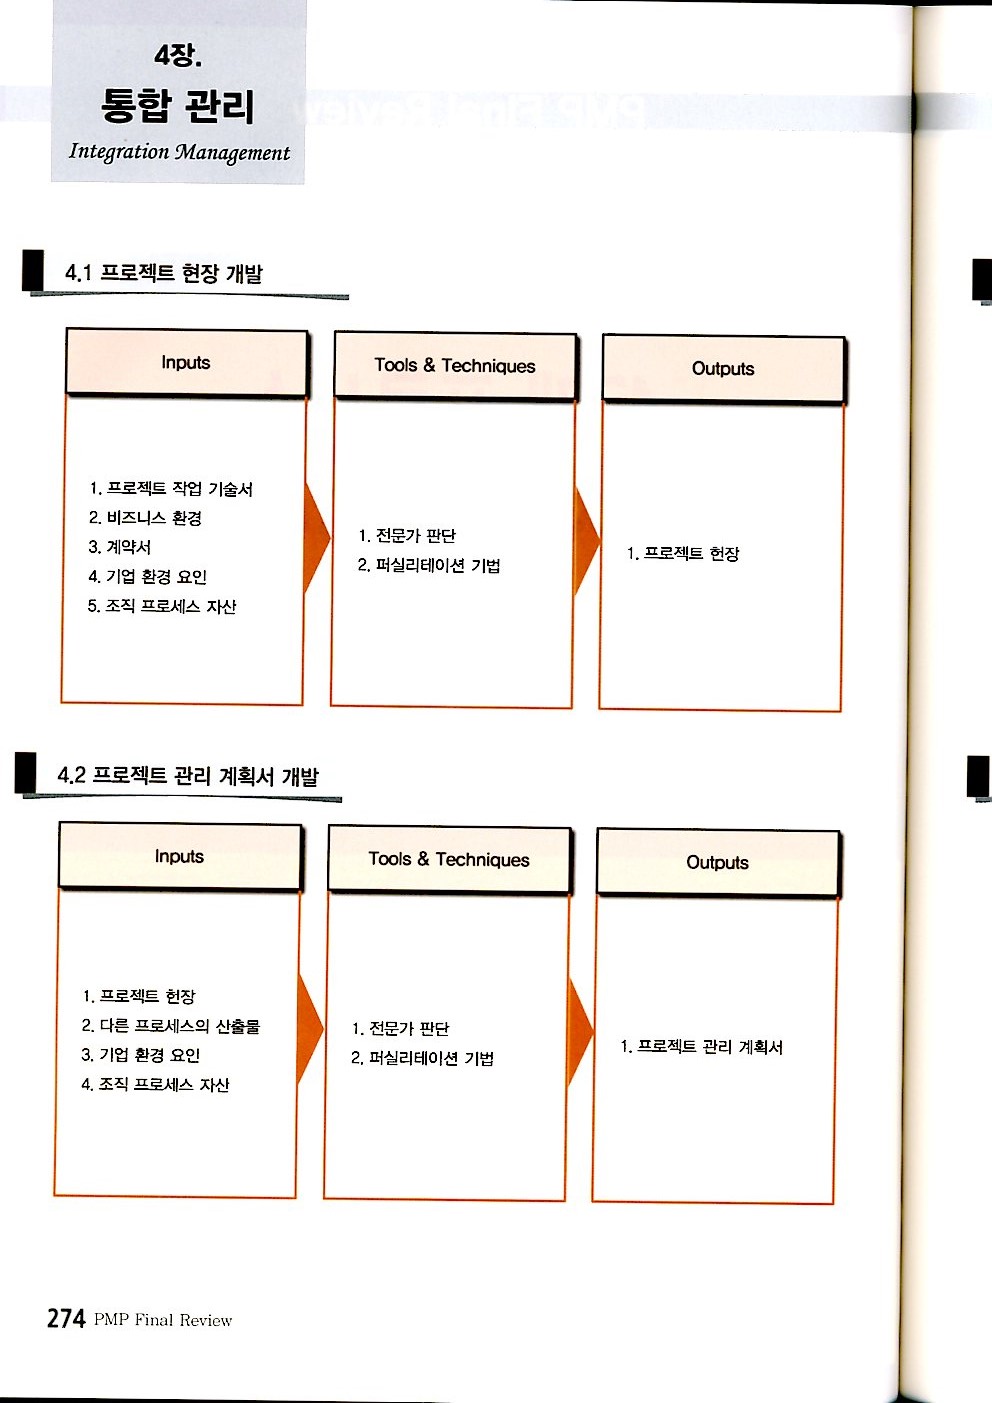 4장.
통합 관리
Integration Management
4.1 프로젝트 현장 개발
Inputs
1. 프로젝트 작업 기술서
2. 비즈니스 환경
3. 계약서
4. 기업 환경 요인
5. 조직 프로세스 자산
Tools & Techniques
1. 전문가 판단
2. 퍼실리테이션 기법
Outputs
1. 프로젝트 헌장
4.2 프로젝트 관리 계획서 개발
Inputs
1. 프로젝트 헌장
2. 다른 프로세스의 산출물
3. 기업 환경 요인
4. 조직 프로세스 자산
Tools & Techniques
1. 전문가 판단
2. 퍼실리테이션 기법
Outputs
1. 프로젝트 관리 계획서
274 PMP Final Review